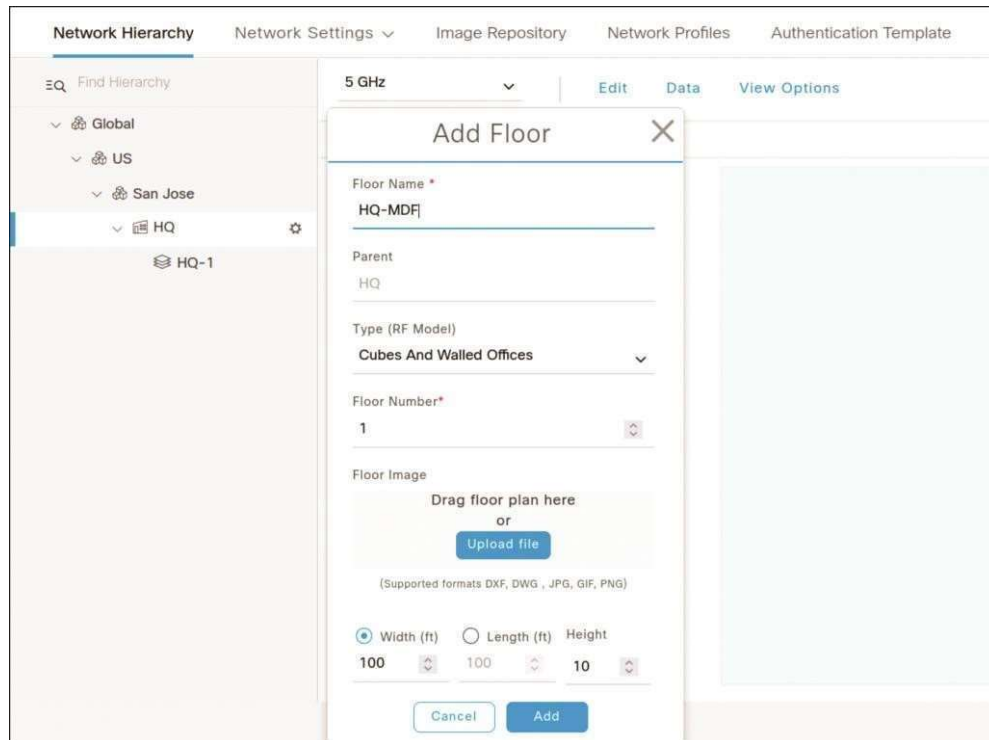 Network Hierarchy Network Settings Image Repository Network Profiles Authentication Template
Find Hierarchy
5 GHz Edit Data View Options
Global
US
San Jose
HQ
HQ-1
Add Floor
Floor Name *
HQ-MDF
Parent
HQ
Type (RF Model)
Cubes And Walled Offices
Floor Number*
1
Floor Image
Drag floor plan here
or
Upload file
(Supported formats DXF, DWG , JPG, GIF, PNG)
Width (ft) Length (ft) Height
100 100 10
Cancel Add